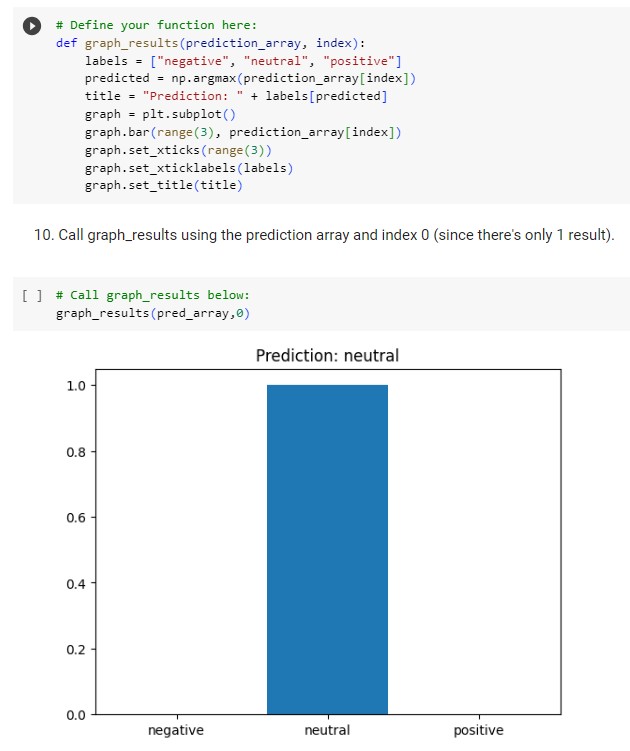 # Define your function here:
def graph_results(prediction_array, index):
    labels = ["negative", "neutral", "positive"]
    predicted = np.argmax(prediction_array[index])
    title = "Prediction: " + labels[predicted]
    graph = plt.subplot()
    graph.bar(range(3), prediction_array[index])
    graph.set_xticks(range(3))
    graph.set_xticklabels(labels)
    graph.set_title(title)
10. Call graph_results using the prediction array and index 0 (since there's only 1 result).
[ ] # Call graph_results below:
graph_results(pred_array,0)
Prediction: neutral
1.0
0.8
0.6
0.4
0.2
0.0
negative neutral positive